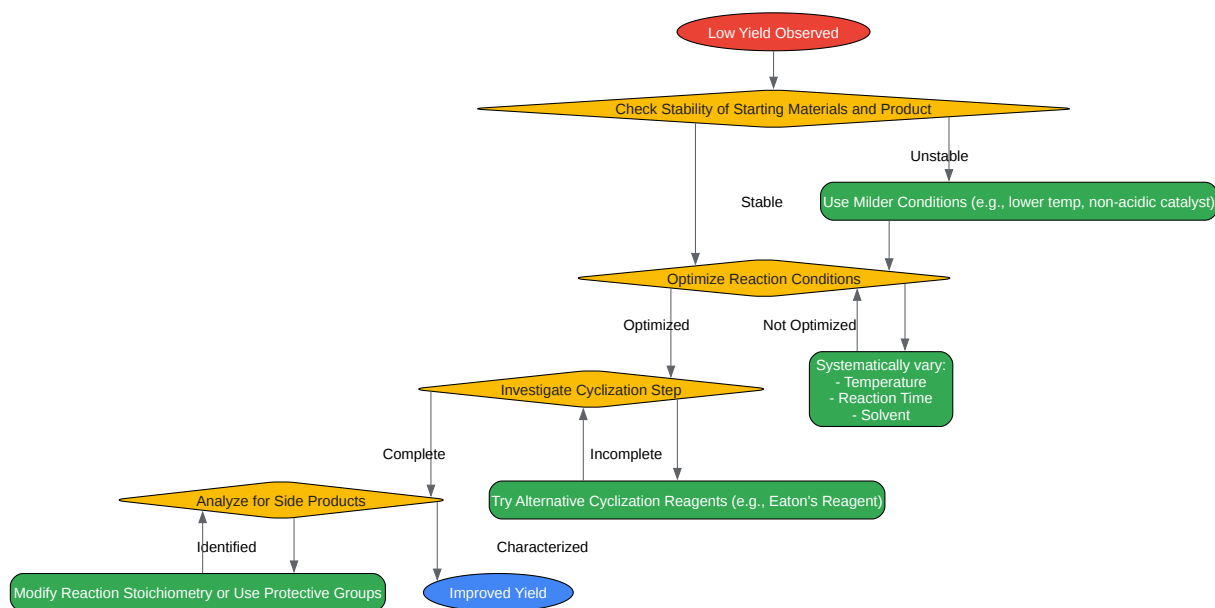 Low Yield Observed
Check Stability of Starting Materials and Product
Unstable
Stable
Use Milder Conditions (e.g., lower temp, non-acidic catalyst)
Optimize Reaction Conditions
Optimized
Not Optimized
Systematically vary:
- Temperature
- Reaction Time
- Solvent
Investigate Cyclization Step
Complete
Incomplete
Analyze for Side Products
Try Alternative Cyclization Reagents (e.g., Eaton's Reagent)
Identified
Characterized
Modify Reaction Stoichiometry or Use Protective Groups
Improved Yield